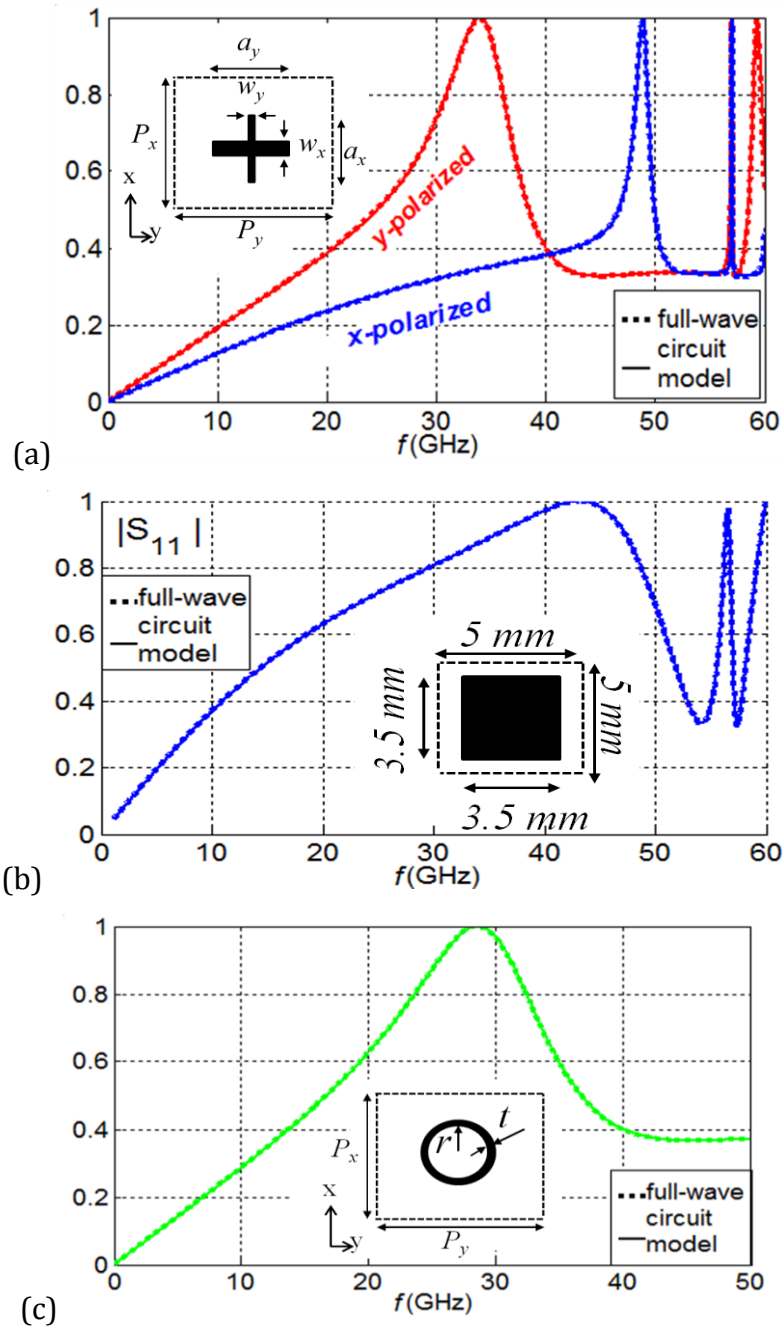 1
0.8
0.6
0.4
0.2
0
0 10 20 30 40 50 60
f(GHz)
a_y
w_y
P_x
w_x
a_x
x
y
P_y
y-polarized
x-polarized
full-wave
circuit
model
(a)
1
0.8
0.6
0.4
0.2
0
0 10 20 30 40 50 60
f(GHz)
|S_11|
full-wave
circuit
model
5 mm
3.5 mm
5 mm
3.5 mm
(b)
1
0.8
0.6
0.4
0.2
0
0 10 20 30 40 50
f(GHz)
P_x
r
t
x
y
P_y
full-wave
circuit
model
(c)